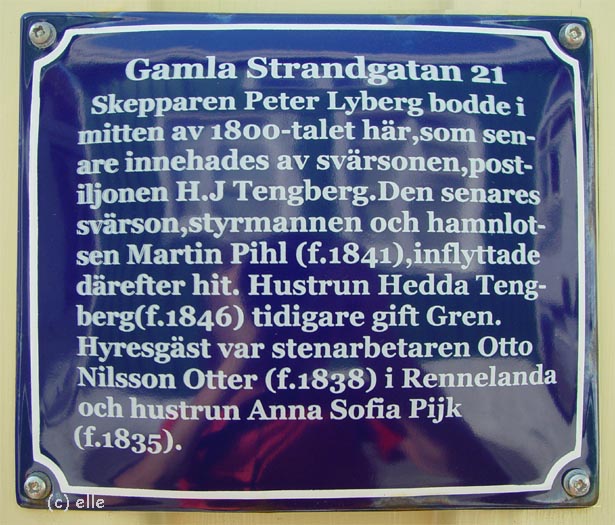 Gamla Strandgatan 21
Skepparen Peter Lyberg bodde i
mitten av 1800-talet här,som sen-
are innehades av svärsonen,post-
iljonen H.J Tengberg.Den senares
svärson,styrmannen och hamnlot-
sen Martin Pihl (f.1841),inflyttade
därefter hit. Hustrun Hedda Teng-
berg(f.1846) tidigare gift Gren.
Hyresgäst var stenarbetaren Otto
Nilsson Otter (f.1838) i Rennelanda
och hustrun Anna Sofia Pijk
(f.1835).
(c) elle